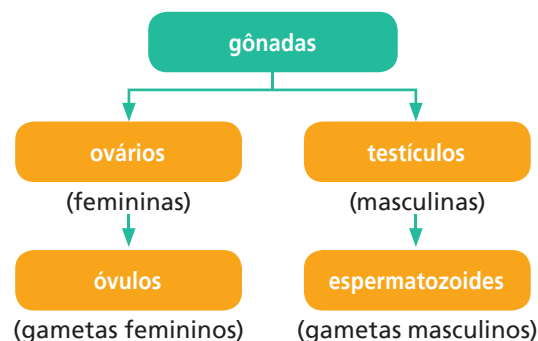 gônadas
ovários
testículos
(femininas)
(masculinas)
óvulos
espermatozoides
(gametas femininos)
(gametas masculinos)